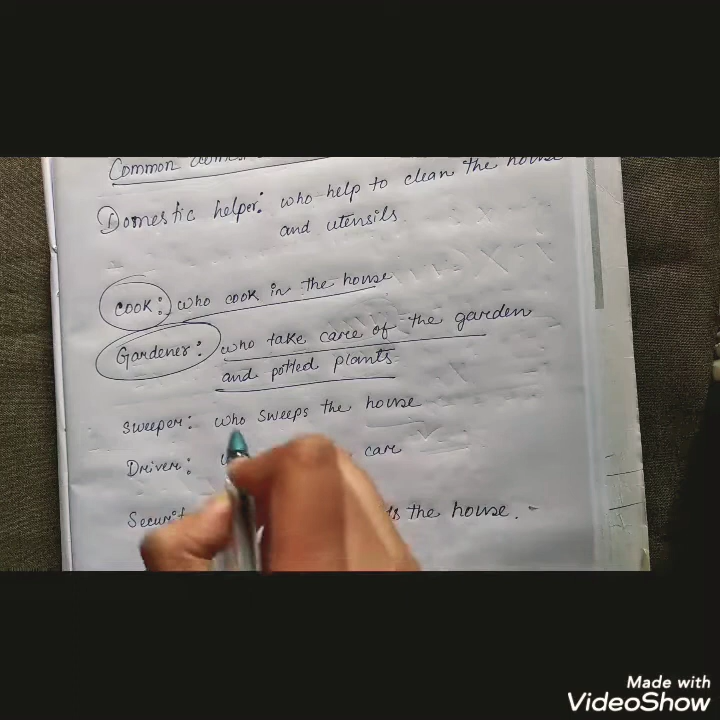 Common
Domestic helper: who help to clean the house
and utensils
Cook: who cook in the house
Gardener: who take care of the garden
and potted plants
Sweeper: who sweeps the house
Driver: care
the house.
Made with
VideoShow